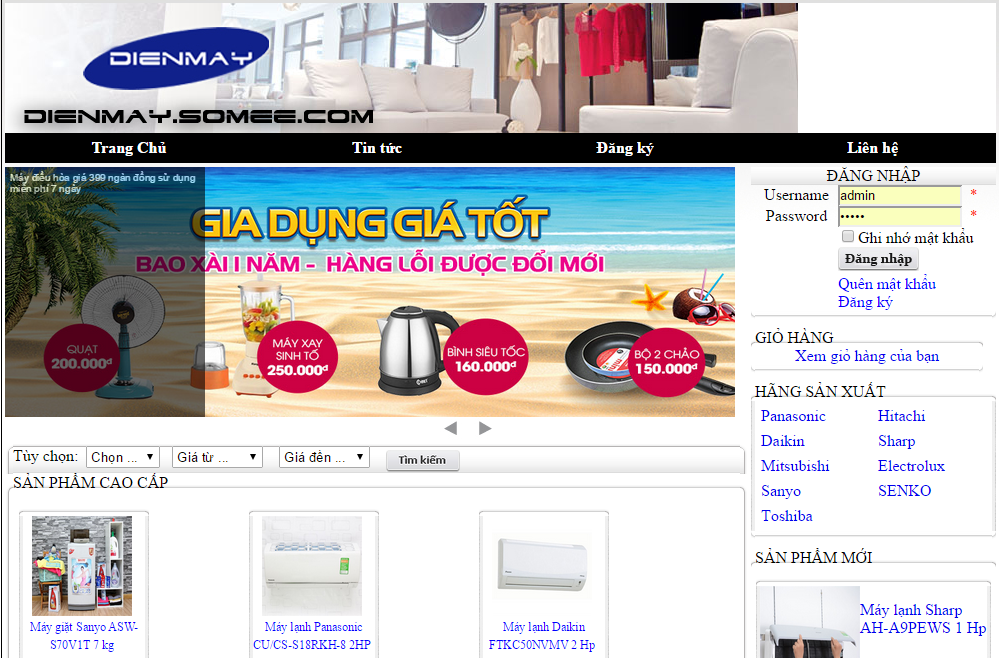 DIENMAY
DIENMAY.SOMEE.COM
Trang Chủ
Tin tức
Đăng ký
Liên hệ
Máy điều hòa giá 399 ngàn đồng sử dụng
miễn phí 7 ngày
GIA DỤNG GIÁ TỐT
BAO XÀI 1 NĂM - HÀNG LỖI ĐƯỢC ĐỔI MỚI
QUẠT
200.000đ
MÁY XAY
SINH TỐ
250.000đ
BÌNH SIÊU TỐC
160.000đ
BỘ 2 CHẢO
150.000đ
ĐĂNG NHẬP
Username admin *
Password ••••• *
Ghi nhớ mật khẩu
Đăng nhập
Quên mật khẩu
Đăng ký
GIỎ HÀNG
Xem giỏ hàng của bạn
HÃNG SẢN XUẤT
Panasonic Hitachi
Daikin Sharp
Mitsubishi Electrolux
Sanyo SENKO
Toshiba
Tùy chọn: Chọn ... Giá từ ... Giá đến ... Tìm kiếm
SẢN PHẨM CAO CẤP
Máy giặt Sanyo ASW-
S70V1T 7 kg
Máy lạnh Panasonic
CU/CS-S18RKH-8 2HP
Máy lạnh Daikin
FTKC50NVMV 2 Hp
SẢN PHẨM MỚI
Máy lạnh Sharp
AH-A9PEWS 1 Hp